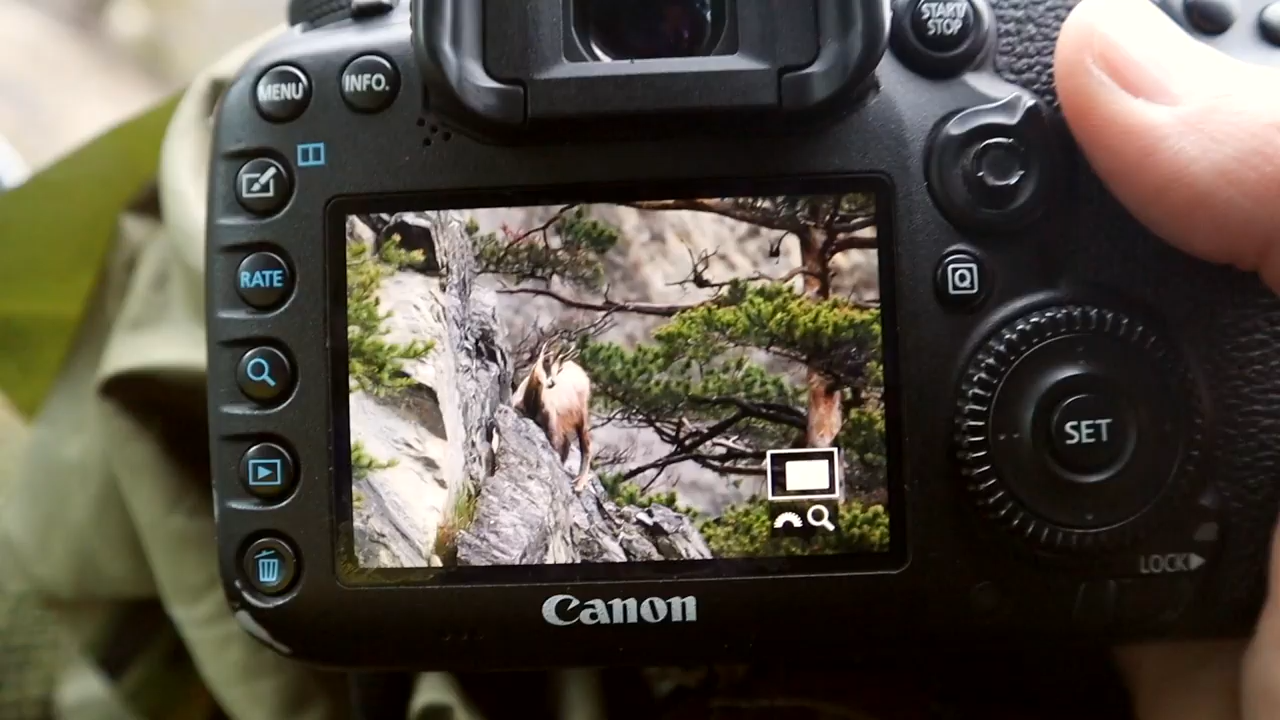 START/
STOP
MENU
INFO.
RATE
Q
SET
LOCK
Canon